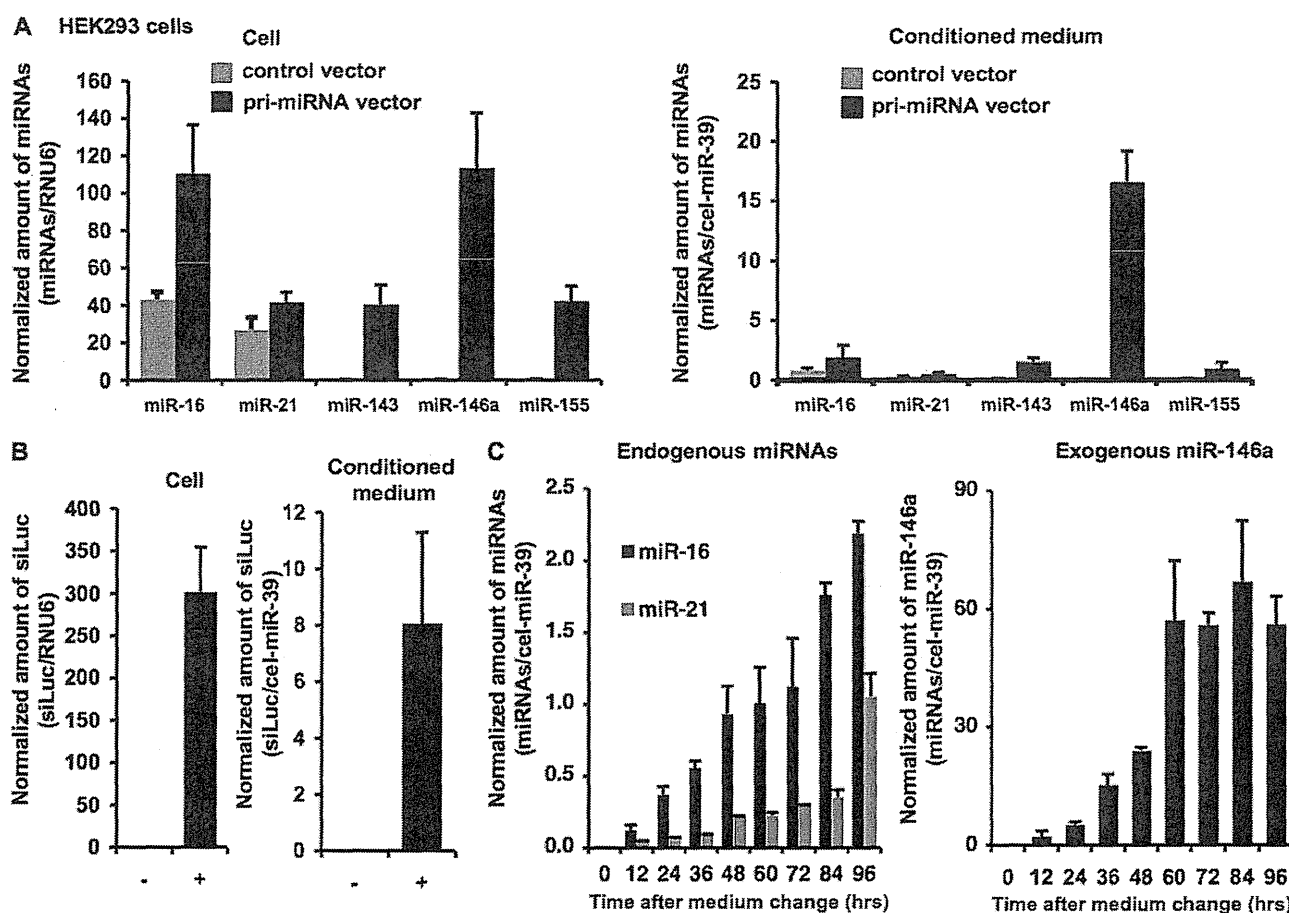 A HEK293 cells
Cell
control vector
pri-miRNA vector
Normalized amount of miRNAs
(miRNAs/RNU6)
160
140
120
100
80
60
40
20
0
miR-16 miR-21 miR-143 miR-146a miR-155
Conditioned medium
control vector
pri-miRNA vector
Normalized amount of miRNAs
(miRNAs/cel-miR-39)
25
20
15
10
5
0
miR-16 miR-21 miR-143 miR-146a miR-155
B
Cell
Normalized amount of siLuc
(siLuc/RNU6)
400
350
300
250
200
150
100
50
0
- +
Conditioned
medium
Normalized amount of siLuc
(siLuc/cel-miR-39)
12
10
8
6
4
2
0
- +
C
Endogenous miRNAs
Normalized amount of miRNAs
(miRNAs/cel-miR-39)
2.5
2.0
1.5
1.0
0.5
0.0
miR-16
miR-21
0 12 24 36 48 60 72 84 96
Time after medium change (hrs)
Exogenous miR-146a
Normalized amount of miR-146a
(miRNAs/cel-miR-39)
90
60
30
0
0 12 24 36 48 60 72 84 96
Time after medium change (hrs)